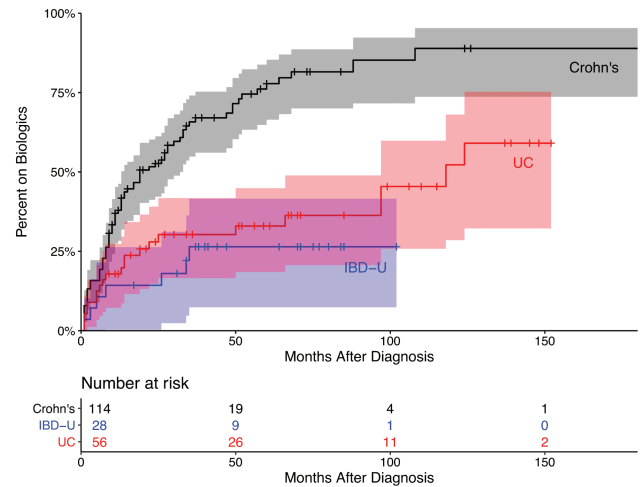 100%
75%
50%
25%
0%
Percent on Biologics
Crohn's
UC
IBD–U
0 50 100 150
Months After Diagnosis
Number at risk
Crohn's 114 19 4 1
IBD–U 28 9 1 0
UC 56 26 11 2
0 50 100 150
Months After Diagnosis